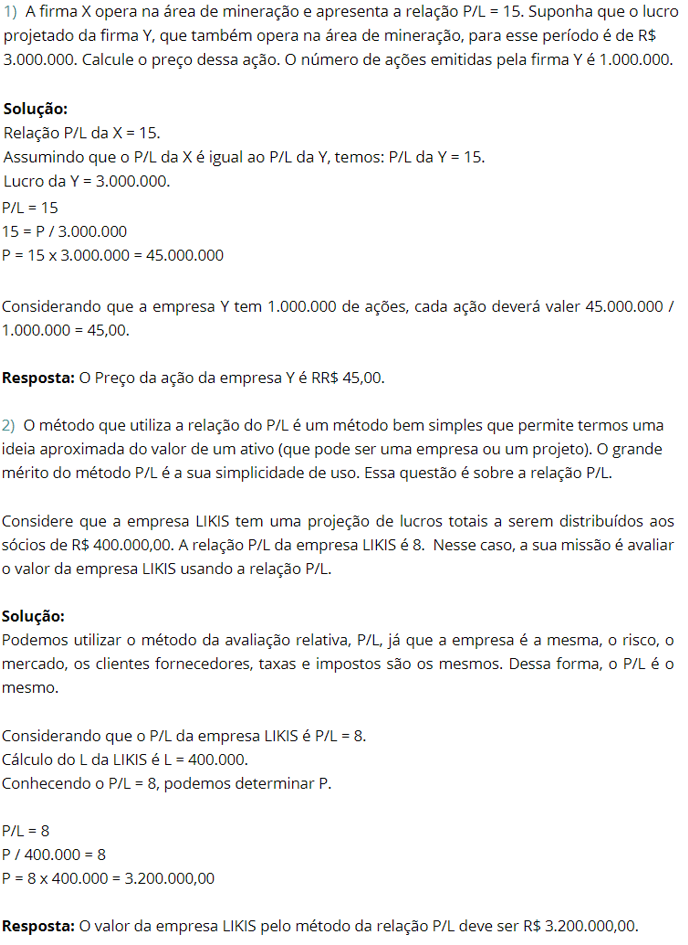 1) A firma X opera na área de mineração e apresenta a relação P/L = 15. Suponha que o lucro
projetado da firma Y, que também opera na área de mineração, para esse período é de R$
3.000.000. Calcule o preço dessa ação. O número de ações emitidas pela firma Y é 1.000.000.
Solução:
Relação P/L da X = 15.
Assumindo que o P/L da X é igual ao P/L da Y, temos: P/L da Y = 15.
Lucro da Y = 3.000.000.
P/L = 15
15 = P / 3.000.000
P = 15 x 3.000.000 = 45.000.000
Considerando que a empresa Y tem 1.000.000 de ações, cada ação deverá valer 45.000.000 /
1.000.000 = 45,00.
Resposta: O Preço da ação da empresa Y é RR$ 45,00.
2) O método que utiliza a relação do P/L é um método bem simples que permite termos uma
ideia aproximada do valor de um ativo (que pode ser uma empresa ou um projeto). O grande
mérito do método P/L é a sua simplicidade de uso. Essa questão é sobre a relação P/L.
Considere que a empresa LIKIS tem uma projeção de lucros totais a serem distribuídos aos
sócios de R$ 400.000,00. A relação P/L da empresa LIKIS é 8. Nesse caso, a sua missão é avaliar
o valor da empresa LIKIS usando a relação P/L.
Solução:
Podemos utilizar o método da avaliação relativa, P/L, já que a empresa é a mesma, o risco, o
mercado, os clientes fornecedores, taxas e impostos são os mesmos. Dessa forma, o P/L é o
mesmo.
Considerando que o P/L da empresa LIKIS é P/L = 8.
Cálculo do L da LIKIS é L = 400.000.
Conhecendo o P/L = 8, podemos determinar P.
P/L = 8
P / 400.000 = 8
P = 8 x 400.000 = 3.200.000,00
Resposta: O valor da empresa LIKIS pelo método da relação P/L deve ser R$ 3.200.000,00.